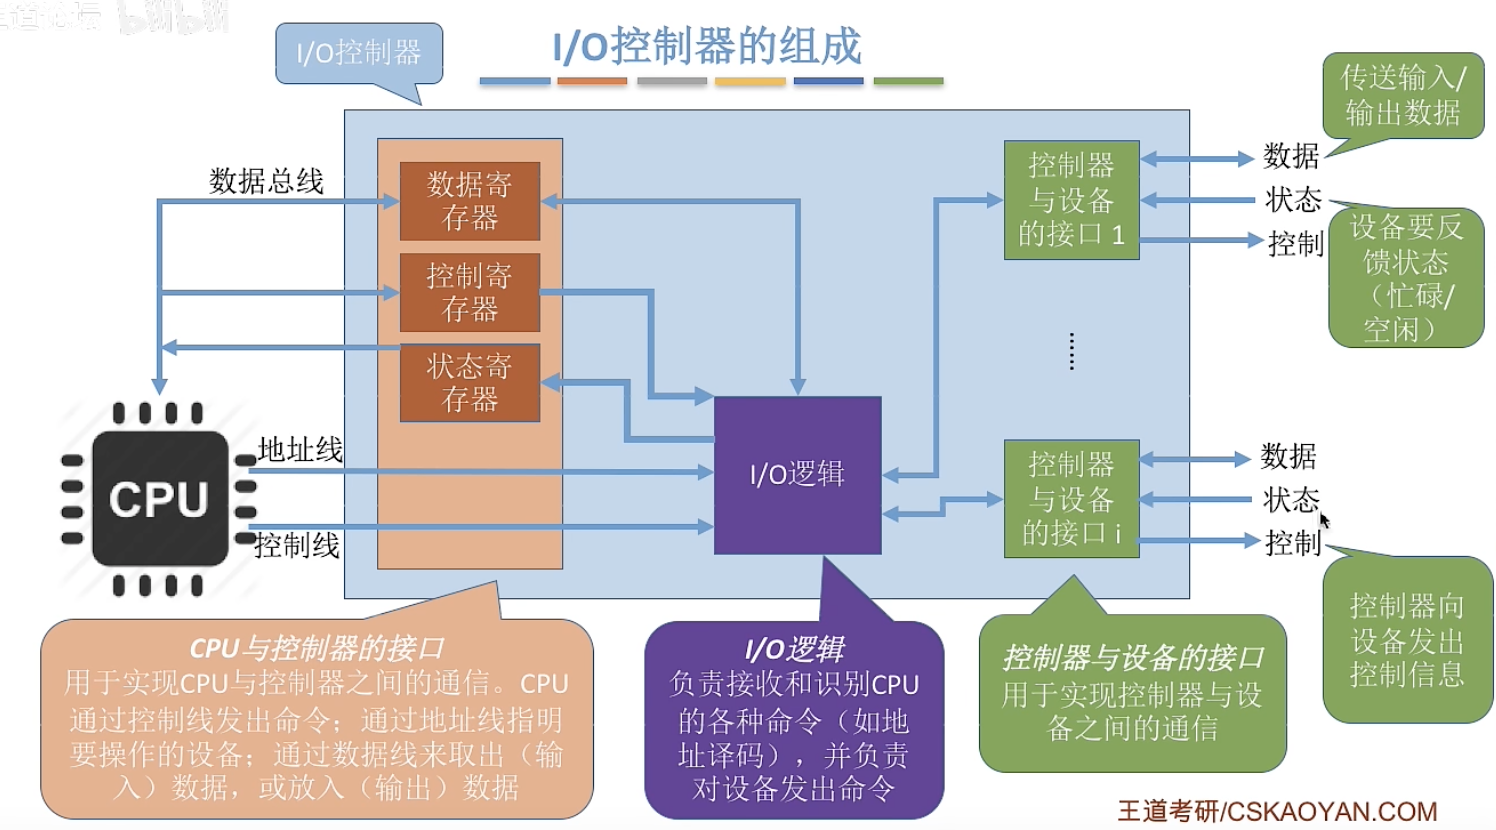 王道论坛 bilibili
I/O控制器
I/O控制器的组成
传送输入/
输出数据
数据总线
数据寄
存器
控制寄
存器
状态寄
存器
控制器
与设备
的接口 1
数据
状态
控制
设备要反
馈状态
（忙碌/
空闲）
……
CPU
地址线
控制线
I/O逻辑
控制器
与设备
的接口 i
数据
状态
控制
控制器向
设备发出
控制信息
CPU与控制器的接口
用于实现CPU与控制器之间的通信。CPU
通过控制线发出命令；通过地址线指明
要操作的设备；通过数据线来取出（输
入）数据，或放入（输出）数据
I/O逻辑
负责接收和识别CPU
的各种命令（如地
址译码），并负责
对设备发出命令
控制器与设备的接口
用于实现控制器与设
备之间的通信
王道考研/CSKAOYAN.COM